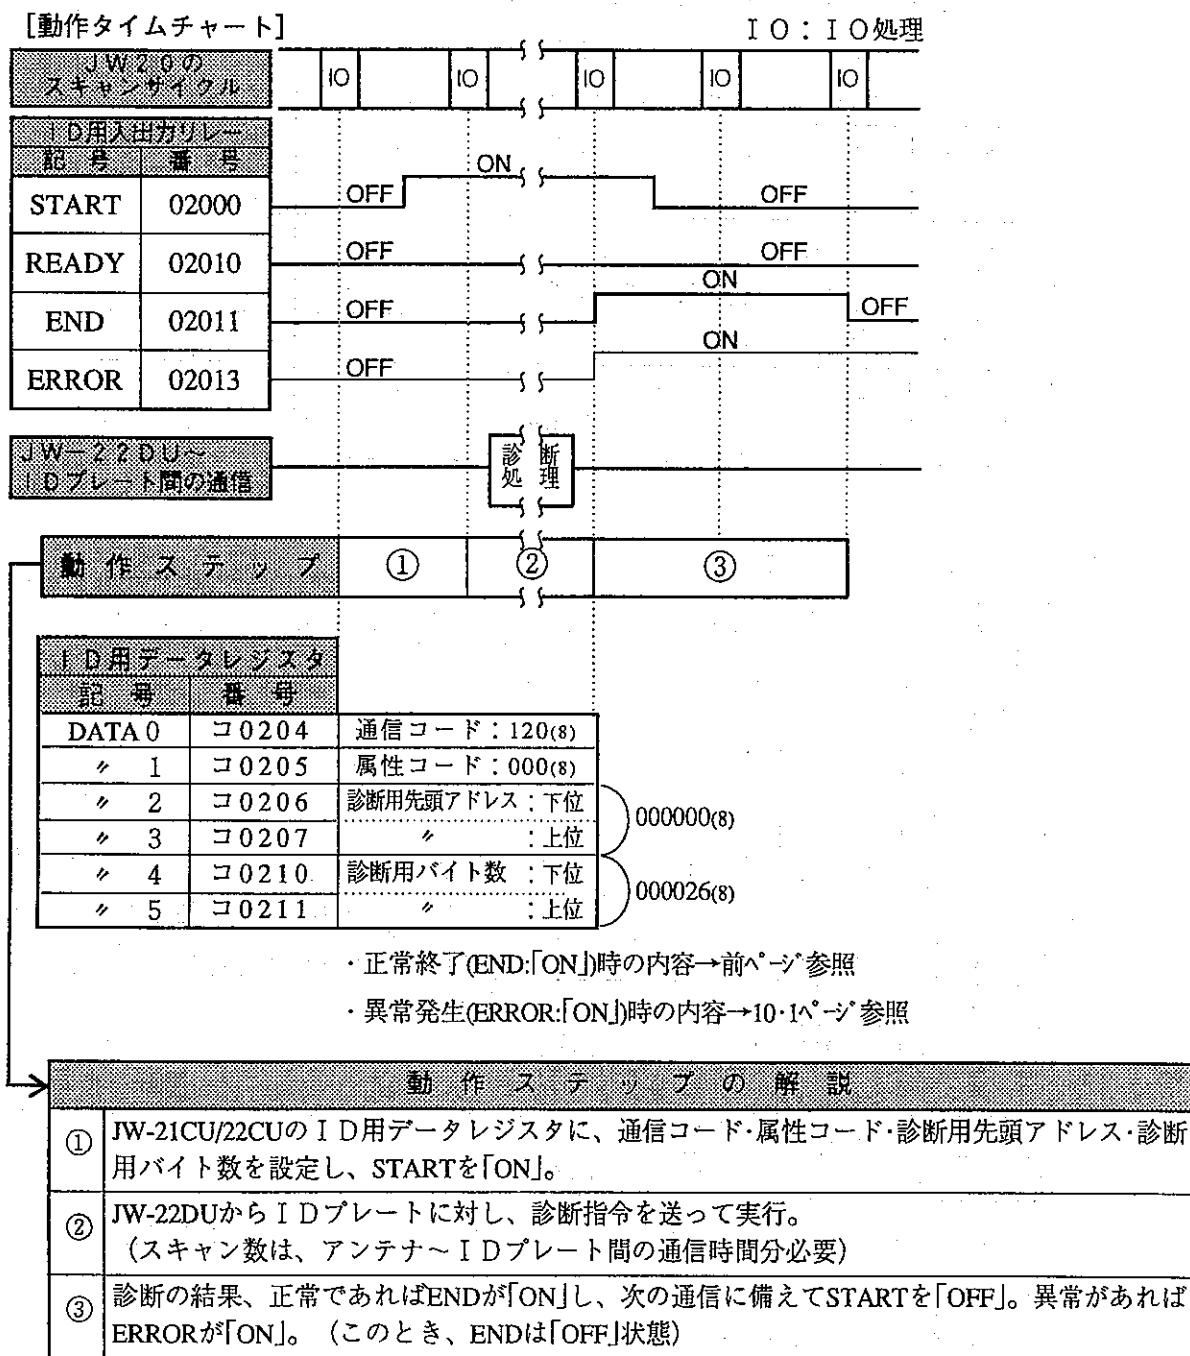 [動作タイムチャート]
ＩＯ：ＩＯ処理
ＪＷ２０の
スキャンサイクル
IO IO IO IO IO
ＩＤ用入出力リレー
記号 番号
START 02000 OFF ON OFF
READY 02010 OFF OFF
END 02011 OFF ON OFF
ERROR 02013 OFF ON
ＪＷ－２２ＤＵ～
ＩＤプレート間の通信
診断
処理
動作ステップ ① ② ③
ＩＤ用データレジスタ
記号 番号
DATA 0 コ0204 通信コード：120(8)
〃 1 コ0205 属性コード：000(8)
〃 2 コ0206 診断用先頭アドレス：下位
〃 3 コ0207 〃 ：上位
000000(8)
〃 4 コ0210 診断用バイト数：下位
〃 5 コ0211 〃 ：上位
000026(8)
・正常終了(END:「ON」)時の内容→前ページ参照
・異常発生(ERROR:「ON」)時の内容→10･1ページ参照
動作ステップの解説
① JW-21CU/22CUのＩＤ用データレジスタに、通信コード･属性コード･診断用先頭アドレス･診断
用バイト数を設定し、STARTを「ON」。
② JW-22DUからＩＤプレートに対し、診断指令を送って実行。
（スキャン数は、アンテナ～ＩＤプレート間の通信時間分必要）
③ 診断の結果、正常であればENDが「ON」し、次の通信に備えてSTARTを「OFF」。異常があれば
ERRORが「ON」。（このとき、ENDは「OFF」状態）